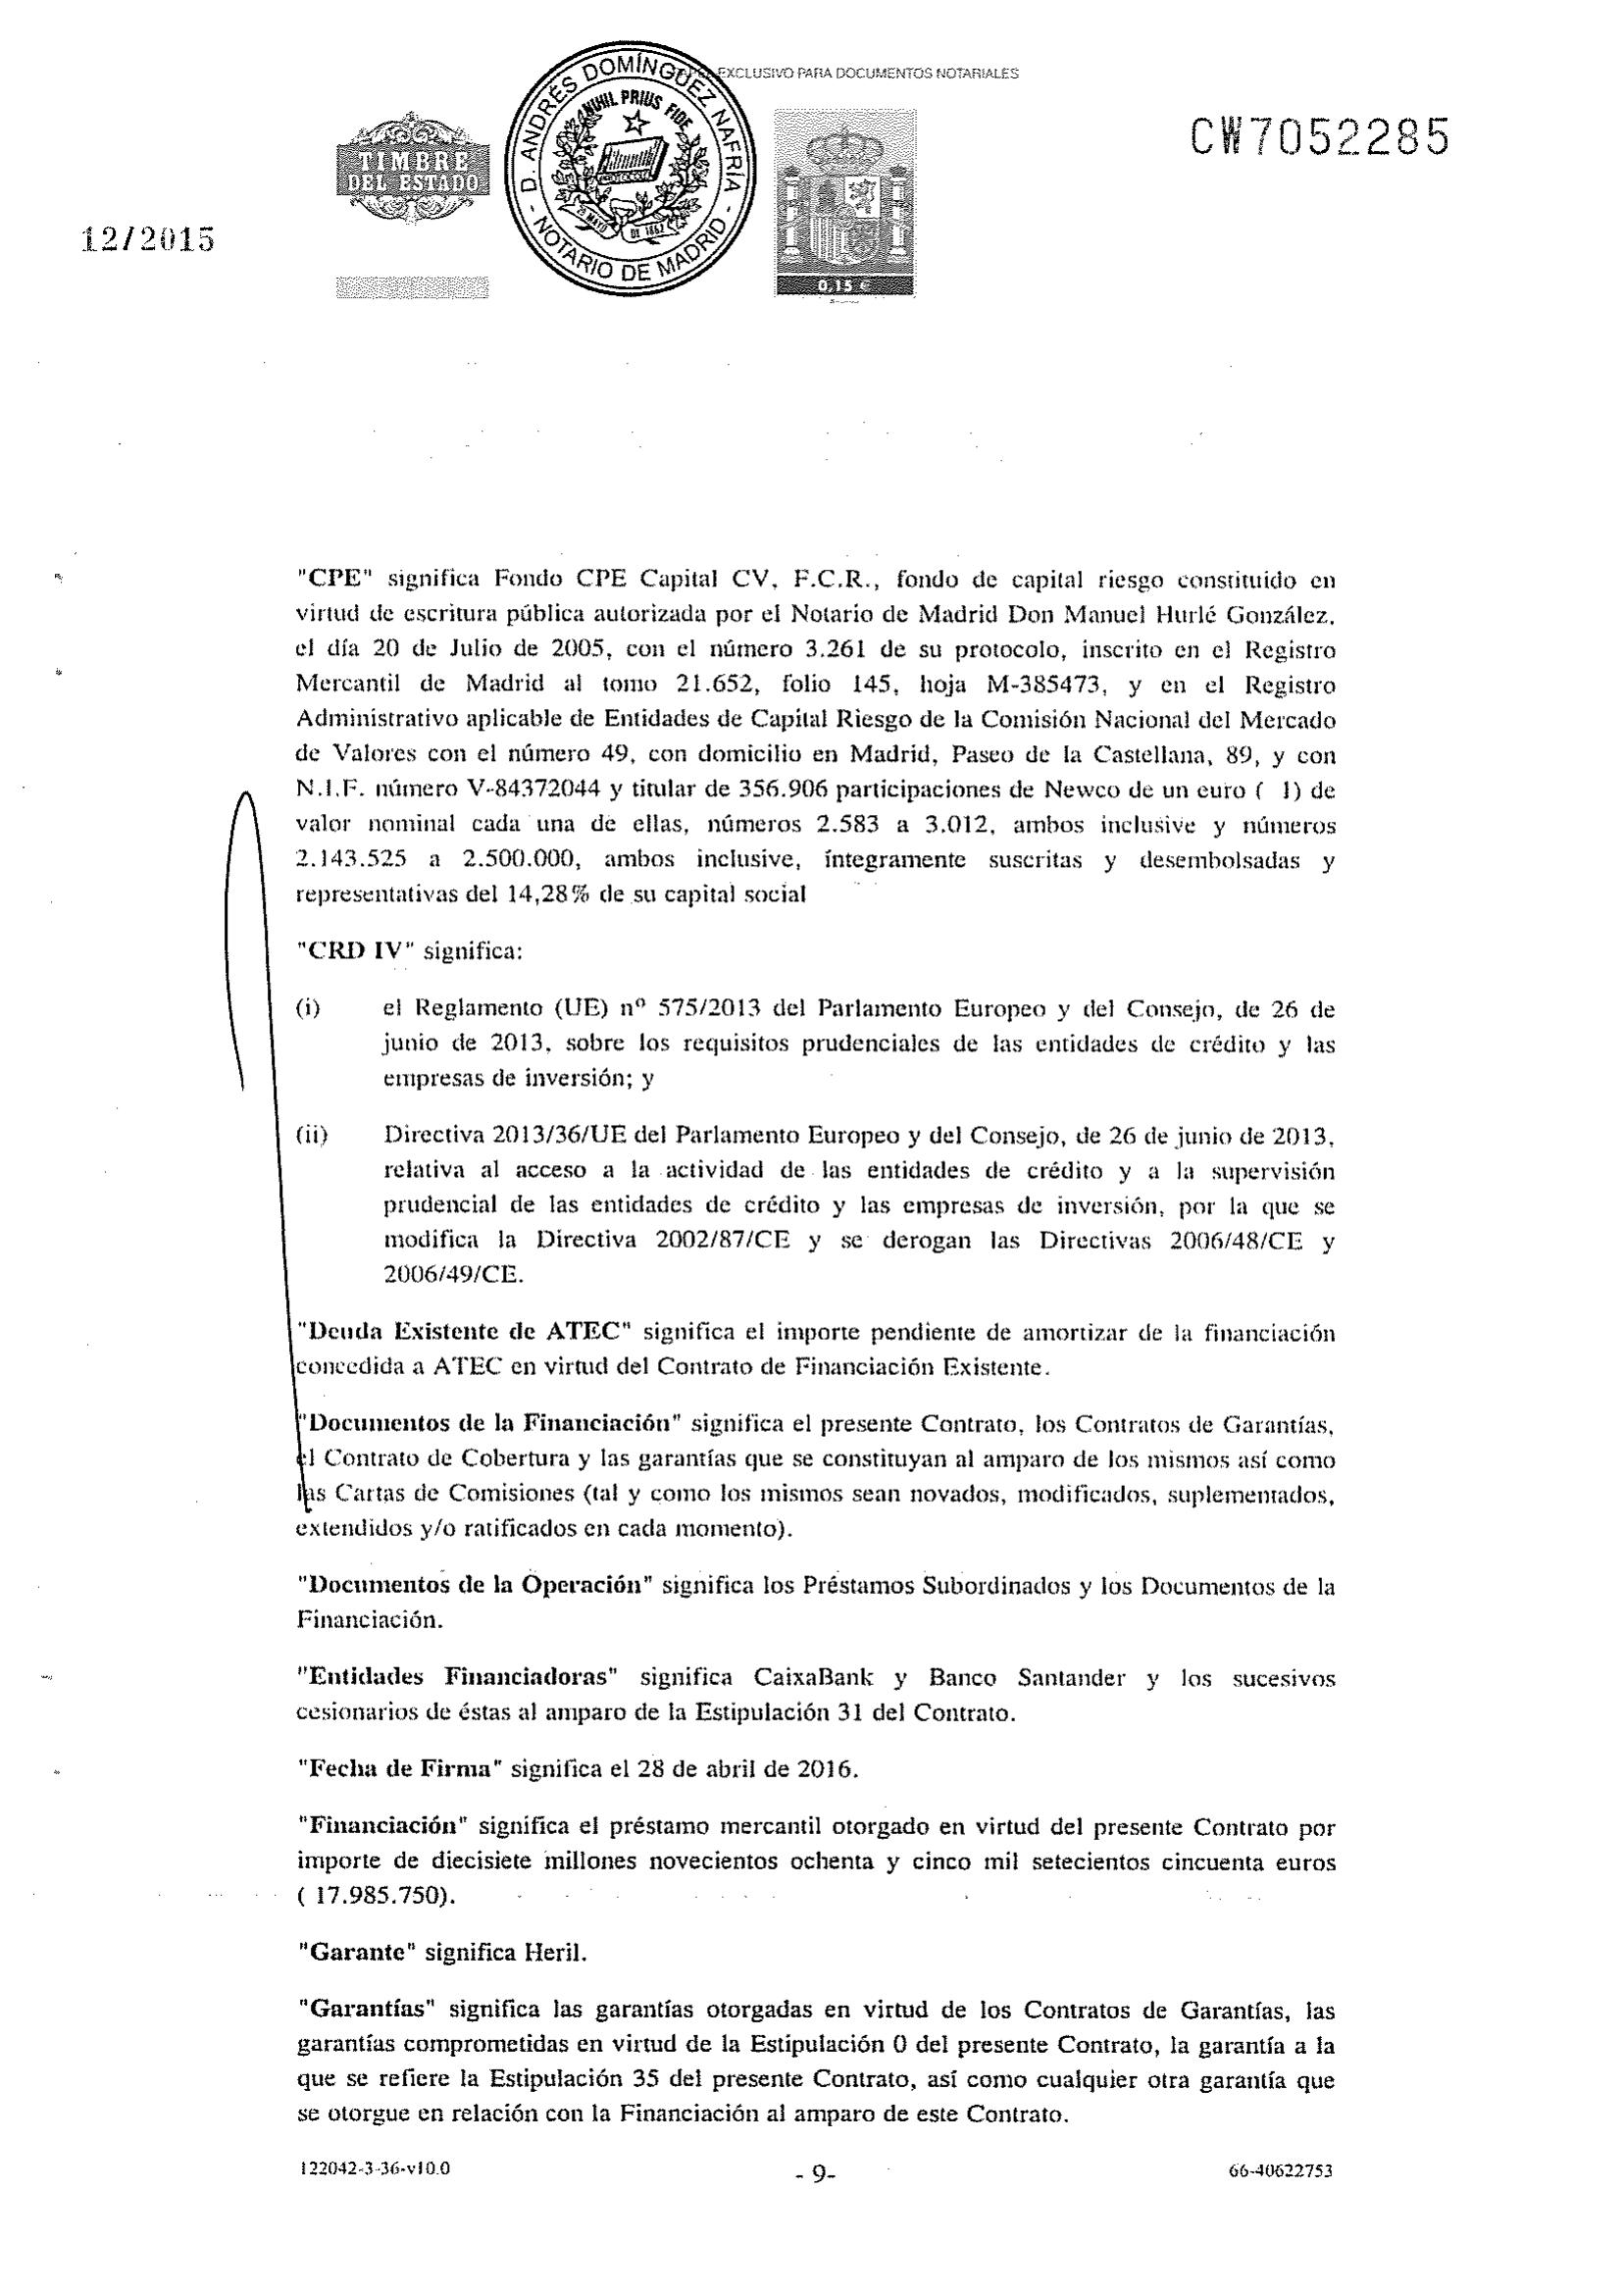 PAPEL EXCLUSIVO PARA DOCUMENTOS NOTARIALES
D. ANDRÉS DOMÍNGUEZ NAFRÍA - NOTARIO DE MADRID -
NIHIL PRIUS FIDE
28 MAYO DE 1862
TIMBRE
DEL ESTADO
CW7052285
12/2015
0,15 €
"CPE" significa Fondo CPE Capital CV, F.C.R., fondo de capital riesgo constituido en
virtud de escritura pública autorizada por el Notario de Madrid Don Manuel Hurlé González,
el día 20 de Julio de 2005, con el número 3.261 de su protocolo, inscrito en el Registro
Mercantil de Madrid al tomo 21.652, folio 145, hoja M-385473, y en el Registro
Administrativo aplicable de Entidades de Capital Riesgo de la Comisión Nacional del Mercado
de Valores con el número 49, con domicilio en Madrid, Paseo de la Castellana, 89, y con
N.I.F. número V-84372044 y titular de 356.906 participaciones de Newco de un euro ( 1) de
valor nominal cada una de ellas, números 2.583 a 3.012, ambos inclusive y números
2.143.525 a 2.500.000, ambos inclusive, íntegramente suscritas y desembolsadas y
representativas del 14,28% de su capital social
"CRD IV" significa:
(i) el Reglamento (UE) nº 575/2013 del Parlamento Europeo y del Consejo, de 26 de
junio de 2013, sobre los requisitos prudenciales de las entidades de crédito y las
empresas de inversión; y
(ii) Directiva 2013/36/UE del Parlamento Europeo y del Consejo, de 26 de junio de 2013,
relativa al acceso a la actividad de las entidades de crédito y a la supervisión
prudencial de las entidades de crédito y las empresas de inversión, por la que se
modifica la Directiva 2002/87/CE y se derogan las Directivas 2006/48/CE y
2006/49/CE.
"Deuda Existente de ATEC" significa el importe pendiente de amortizar de la financiación
concedida a ATEC en virtud del Contrato de Financiación Existente.
"Documentos de la Financiación" significa el presente Contrato, los Contratos de Garantías,
el Contrato de Cobertura y las garantías que se constituyan al amparo de los mismos así como
las Cartas de Comisiones (tal y como los mismos sean novados, modificados, suplementados,
extendidos y/o ratificados en cada momento).
"Documentos de la Operación" significa los Préstamos Subordinados y los Documentos de la
Financiación.
"Entidades Financiadoras" significa CaixaBank y Banco Santander y los sucesivos
cesionarios de éstas al amparo de la Estipulación 31 del Contrato.
"Fecha de Firma" significa el 28 de abril de 2016.
"Financiación" significa el préstamo mercantil otorgado en virtud del presente Contrato por
importe de diecisiete millones novecientos ochenta y cinco mil setecientos cincuenta euros
( 17.985.750).
"Garante" significa Heril.
"Garantías" significa las garantías otorgadas en virtud de los Contratos de Garantías, las
garantías comprometidas en virtud de la Estipulación 0 del presente Contrato, la garantía a la
que se refiere la Estipulación 35 del presente Contrato, así como cualquier otra garantía que
se otorgue en relación con la Financiación al amparo de este Contrato.
122042-3-36-v10.0 - 9- 66-40622753